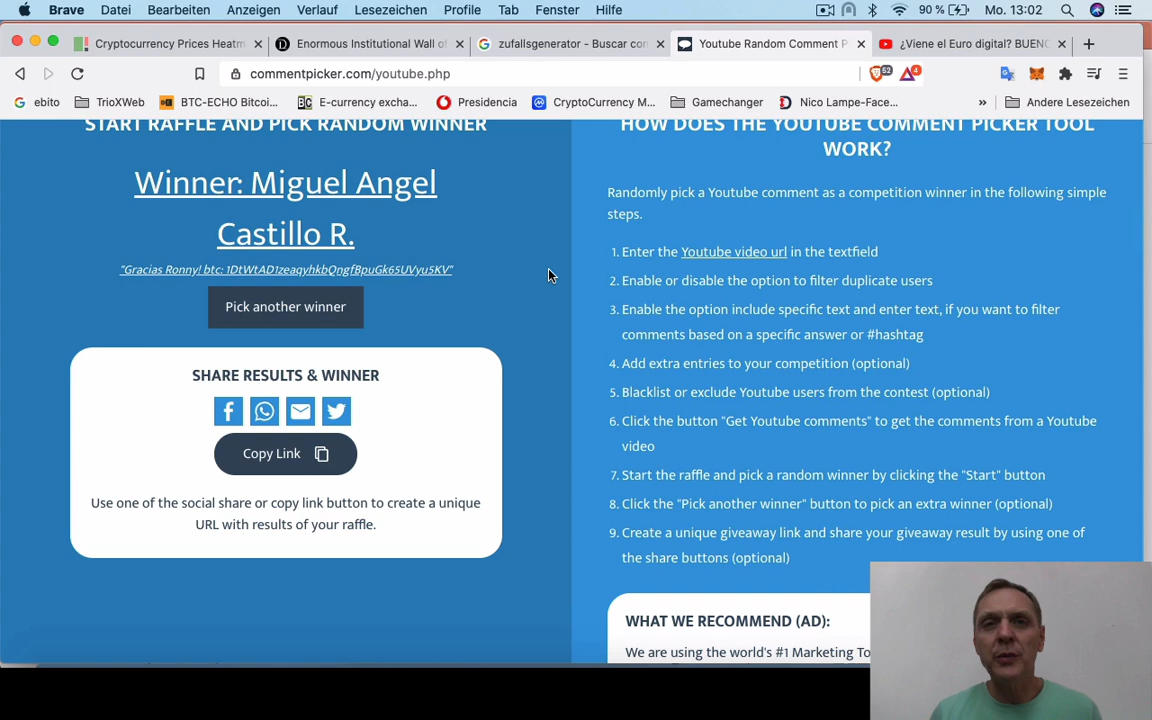 Brave Datei Bearbeiten Anzeigen Verlauf Lesezeichen Profile Tab Fenster Hilfe 90 % Mo. 13:02
Cryptocurrency Prices Heatm
Enormous Institutional Wall of
zufallsgenerator - Buscar con
Youtube Random Comment P
¿Viene el Euro digital? BUENO
commentpicker.com/youtube.php
52 4
ebito TrioXWeb BTC-ECHO Bitcoi... E-currency excha... Presidencia CryptoCurrency M... Gamechanger Nico Lampe-Face... » Andere Lesezeichen
START RAFFLE AND PICK RANDOM WINNER
Winner: Miguel Angel
Castillo R.
Pick another winner
SHARE RESULTS & WINNER
Copy Link
Use one of the social share or copy link button to create a unique
URL with results of your raffle.
HOW DOES THE YOUTUBE COMMENT PICKER TOOL
WORK?
Randomly pick a Youtube comment as a competition winner in the following simple
steps.
1. Enter the Youtube video url in the textfield
2. Enable or disable the option to filter duplicate users
3. Enable the option include specific text and enter text, if you want to filter
comments based on a specific answer or #hashtag
4. Add extra entries to your competition (optional)
5. Blacklist or exclude Youtube users from the contest (optional)
6. Click the button "Get Youtube comments" to get the comments from a Youtube
video
7. Start the raffle and pick a random winner by clicking the "Start" button
8. Click the "Pick another winner" button to pick an extra winner (optional)
9. Create a unique giveaway link and share your giveaway result by using one of
the share buttons (optional)
WHAT WE RECOMMEND (AD):
We are using the world's #1 Marketing To